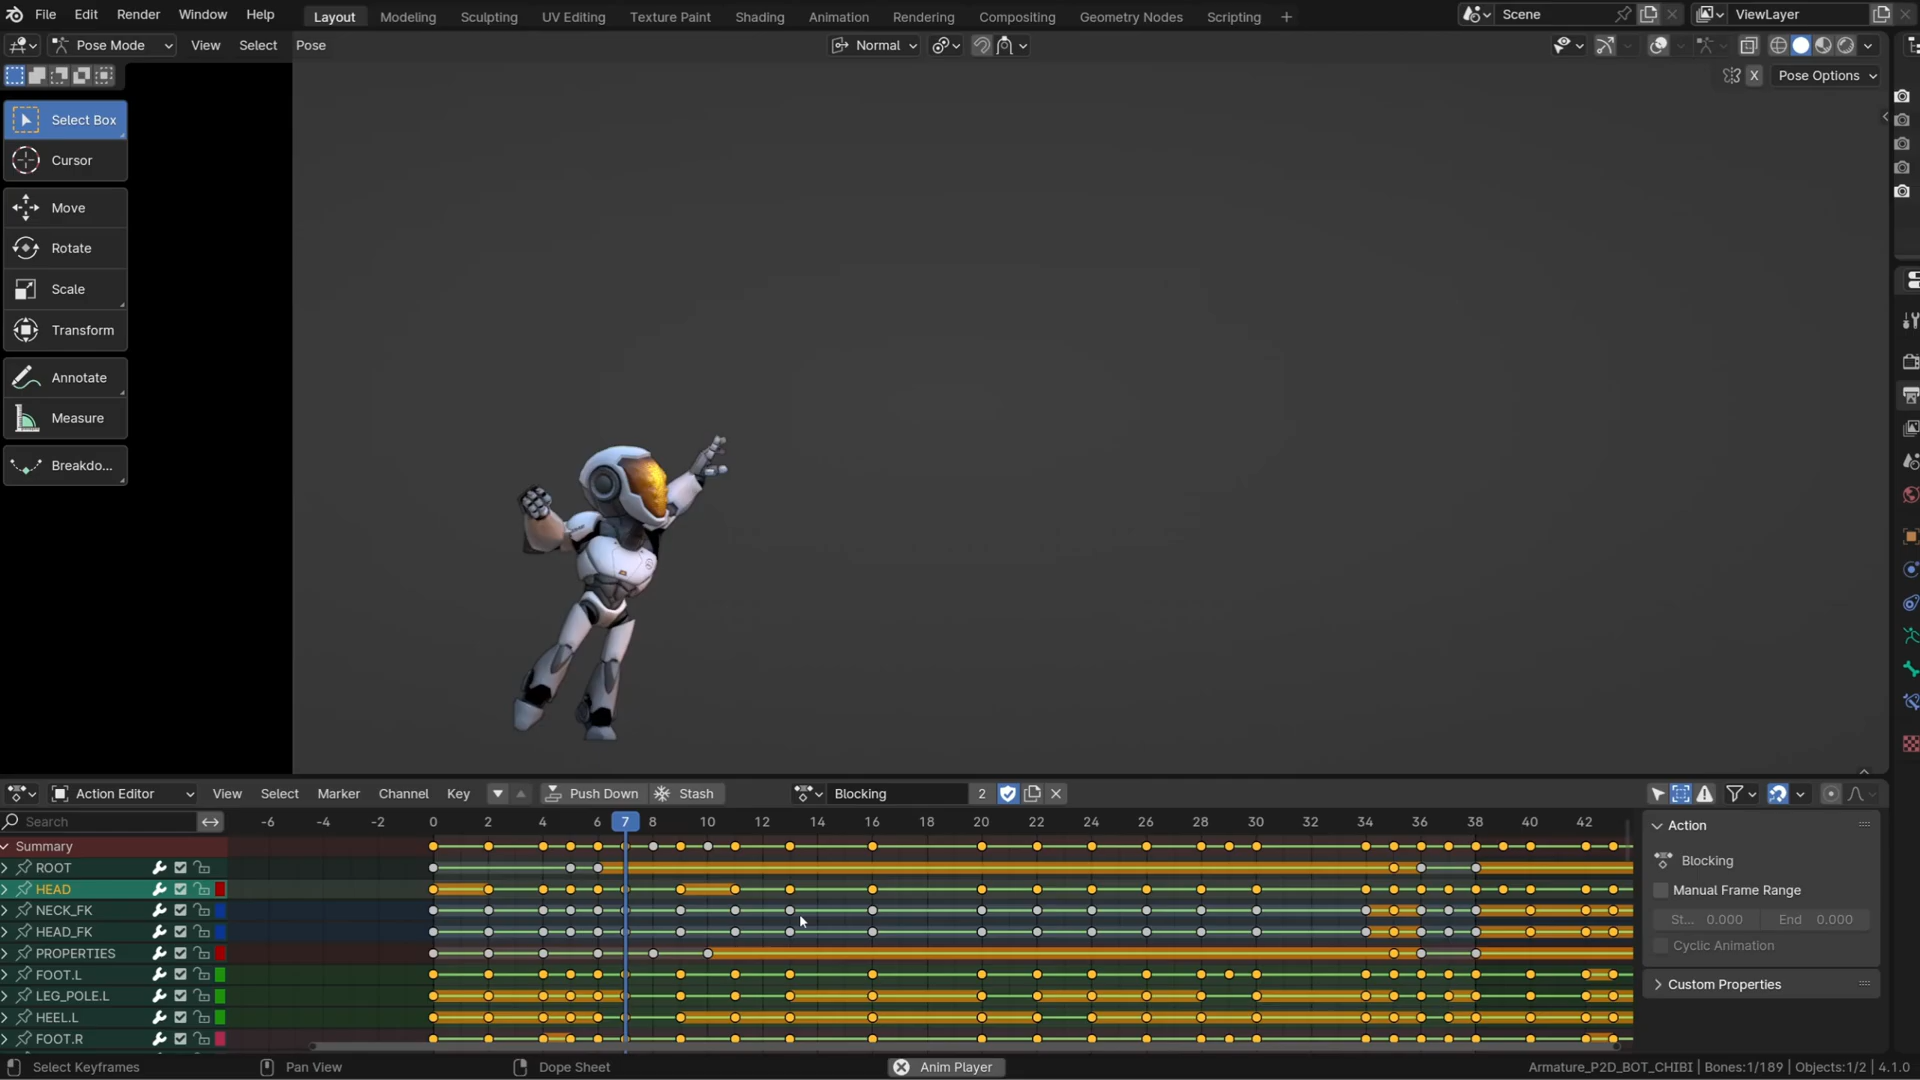 File Edit Render Window Help Layout Modeling Sculpting UV Editing Texture Paint Shading Animation Rendering Compositing Geometry Nodes Scripting + Scene ViewLayer
Pose Mode View Select Pose Normal
X Pose Options
Select Box
Cursor
Move
Rotate
Scale
Transform
Annotate
Measure
Breakdo...
Action Editor View Select Marker Channel Key Push Down Stash Blocking 2
Search -6 -4 -2 0 2 4 6 7 8 10 12 14 16 18 20 22 24 26 28 30 32 34 36 38 40 42 Action
Summary
ROOT Blocking
HEAD Manual Frame Range
NECK_FK St... 0.000 End 0.000
HEAD_FK Cyclic Animation
PROPERTIES
FOOT.L Custom Properties
LEG_POLE.L
HEEL.L
FOOT.R
Select Keyframes Pan View Dope Sheet Anim Player Armature_P2D_BOT_CHIBI | Bones:1/189 | Objects:1/2 | 4.1.0